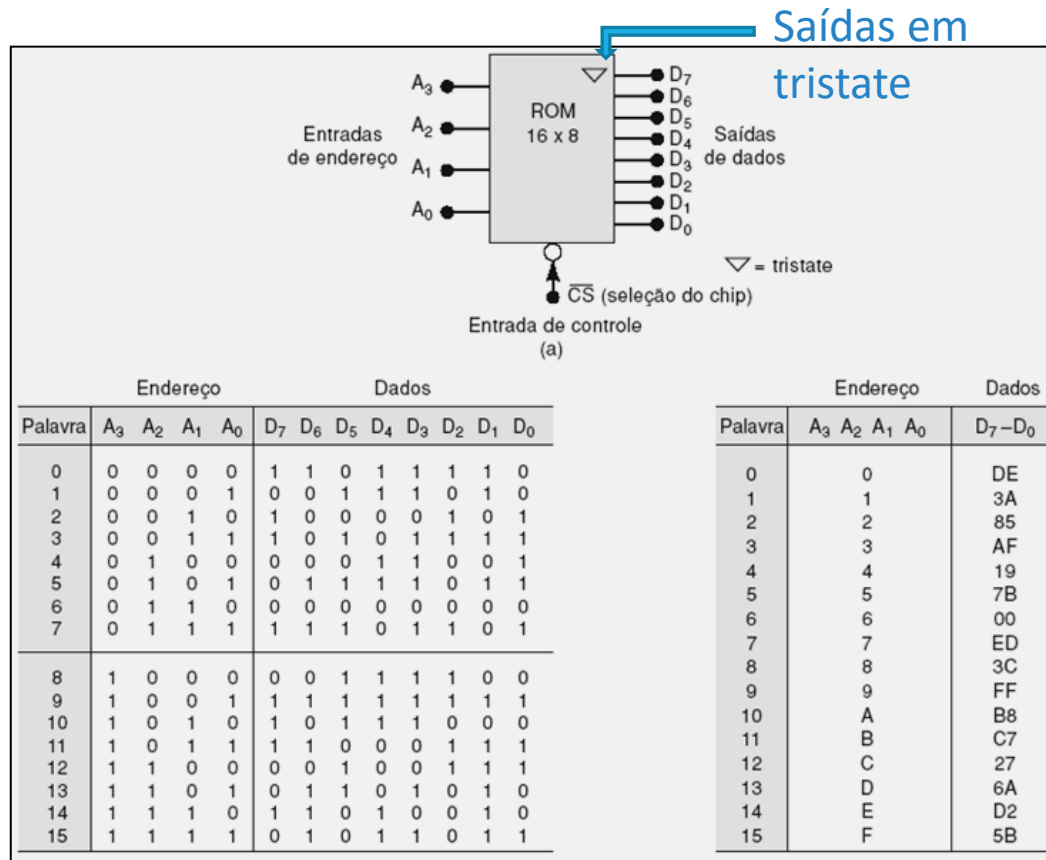 Saídas em
tristate
A3
A2
A1
A0
Entradas
de endereço
ROM
16 x 8
D7
D6
D5
D4
D3
D2
D1
D0
Saídas
de dados
▽ = tristate
C̅S̅ (seleção do chip)
Entrada de controle
(a)
Endereço Dados
Palavra A3 A2 A1 A0 D7 D6 D5 D4 D3 D2 D1 D0
0 0 0 0 0 1 1 0 1 1 1 1 0
1 0 0 0 1 0 0 1 1 1 0 1 0
2 0 0 1 0 1 0 0 0 0 1 0 1
3 0 0 1 1 1 0 1 0 1 1 1 1
4 0 1 0 0 0 0 0 1 1 0 0 1
5 0 1 0 1 0 1 1 1 1 0 1 1
6 0 1 1 0 0 0 0 0 0 0 0 0
7 0 1 1 1 1 1 1 0 1 1 0 1
8 1 0 0 0 0 0 1 1 1 1 0 0
9 1 0 0 1 1 1 1 1 1 1 1 1
10 1 0 1 0 1 0 1 1 1 0 0 0
11 1 0 1 1 1 1 0 0 0 1 1 1
12 1 1 0 0 0 0 1 0 0 1 1 1
13 1 1 0 1 0 1 1 0 1 0 1 0
14 1 1 1 0 1 1 0 1 0 0 1 0
15 1 1 1 1 0 1 0 1 1 0 1 1
Endereço Dados
Palavra A3 A2 A1 A0 D7–D0
0 0 DE
1 1 3A
2 2 85
3 3 AF
4 4 19
5 5 7B
6 6 00
7 7 ED
8 8 3C
9 9 FF
10 A B8
11 B C7
12 C 27
13 D 6A
14 E D2
15 F 5B